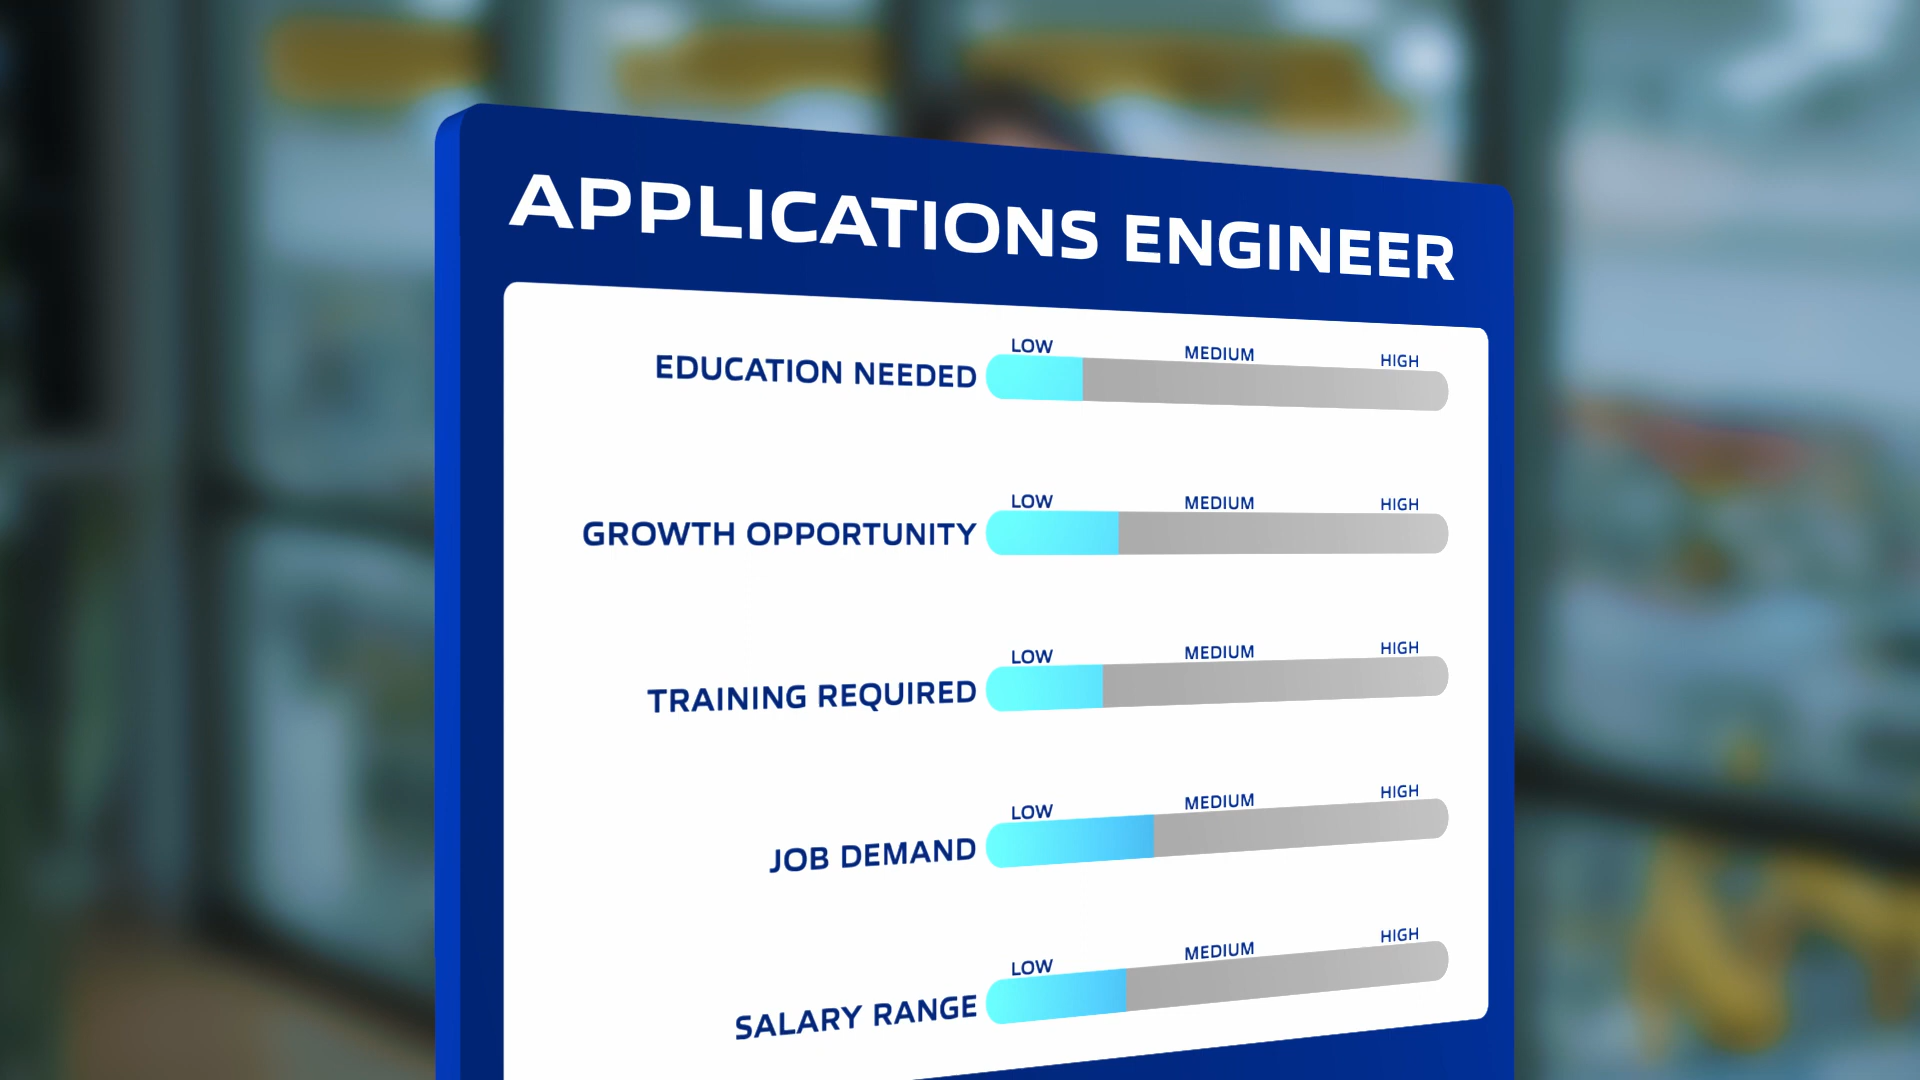 APPLICATIONS ENGINEER
LOW MEDIUM HIGH
EDUCATION NEEDED
LOW MEDIUM HIGH
GROWTH OPPORTUNITY
LOW MEDIUM HIGH
TRAINING REQUIRED
LOW MEDIUM HIGH
JOB DEMAND
LOW MEDIUM HIGH
SALARY RANGE